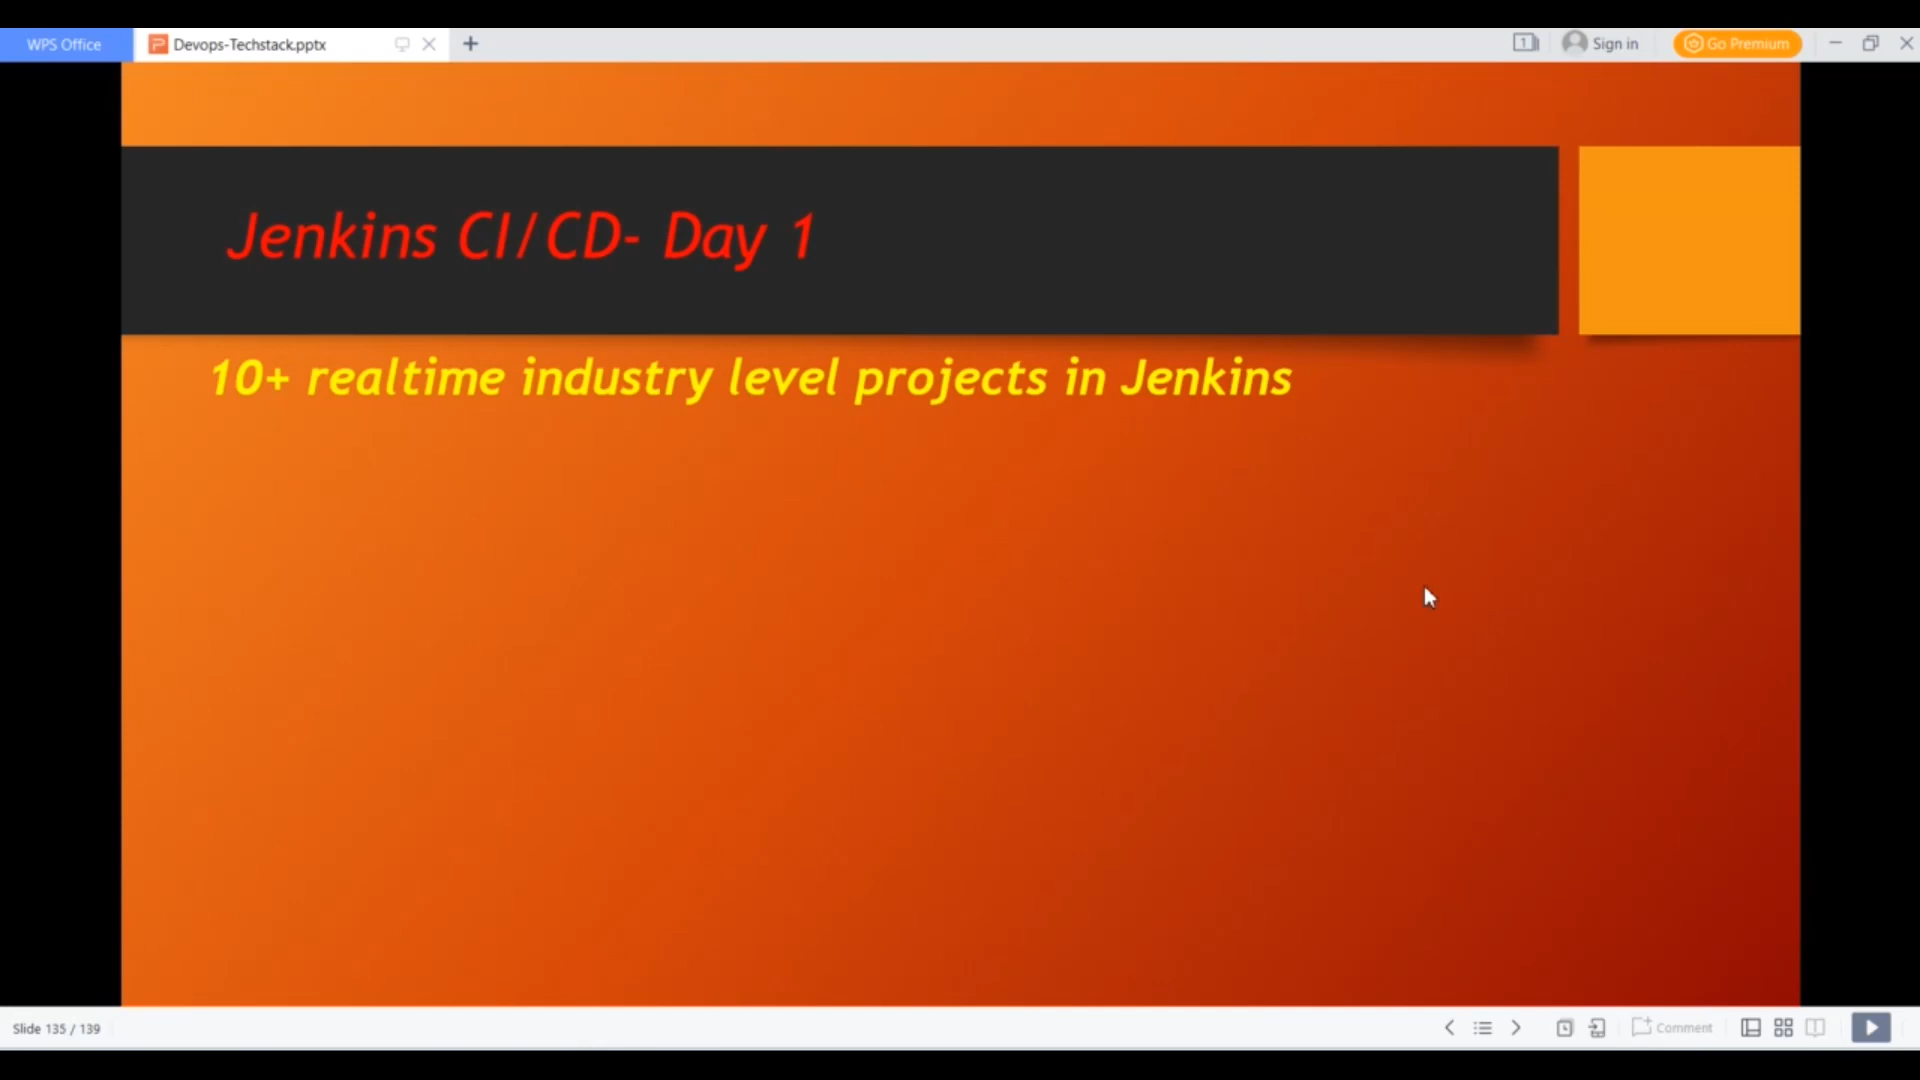 WPS Office
Devops-Techstack.pptx
1
Sign in
Go Premium
Jenkins CI/CD- Day 1
10+ realtime industry level projects in Jenkins
Slide 135 / 139
Comment